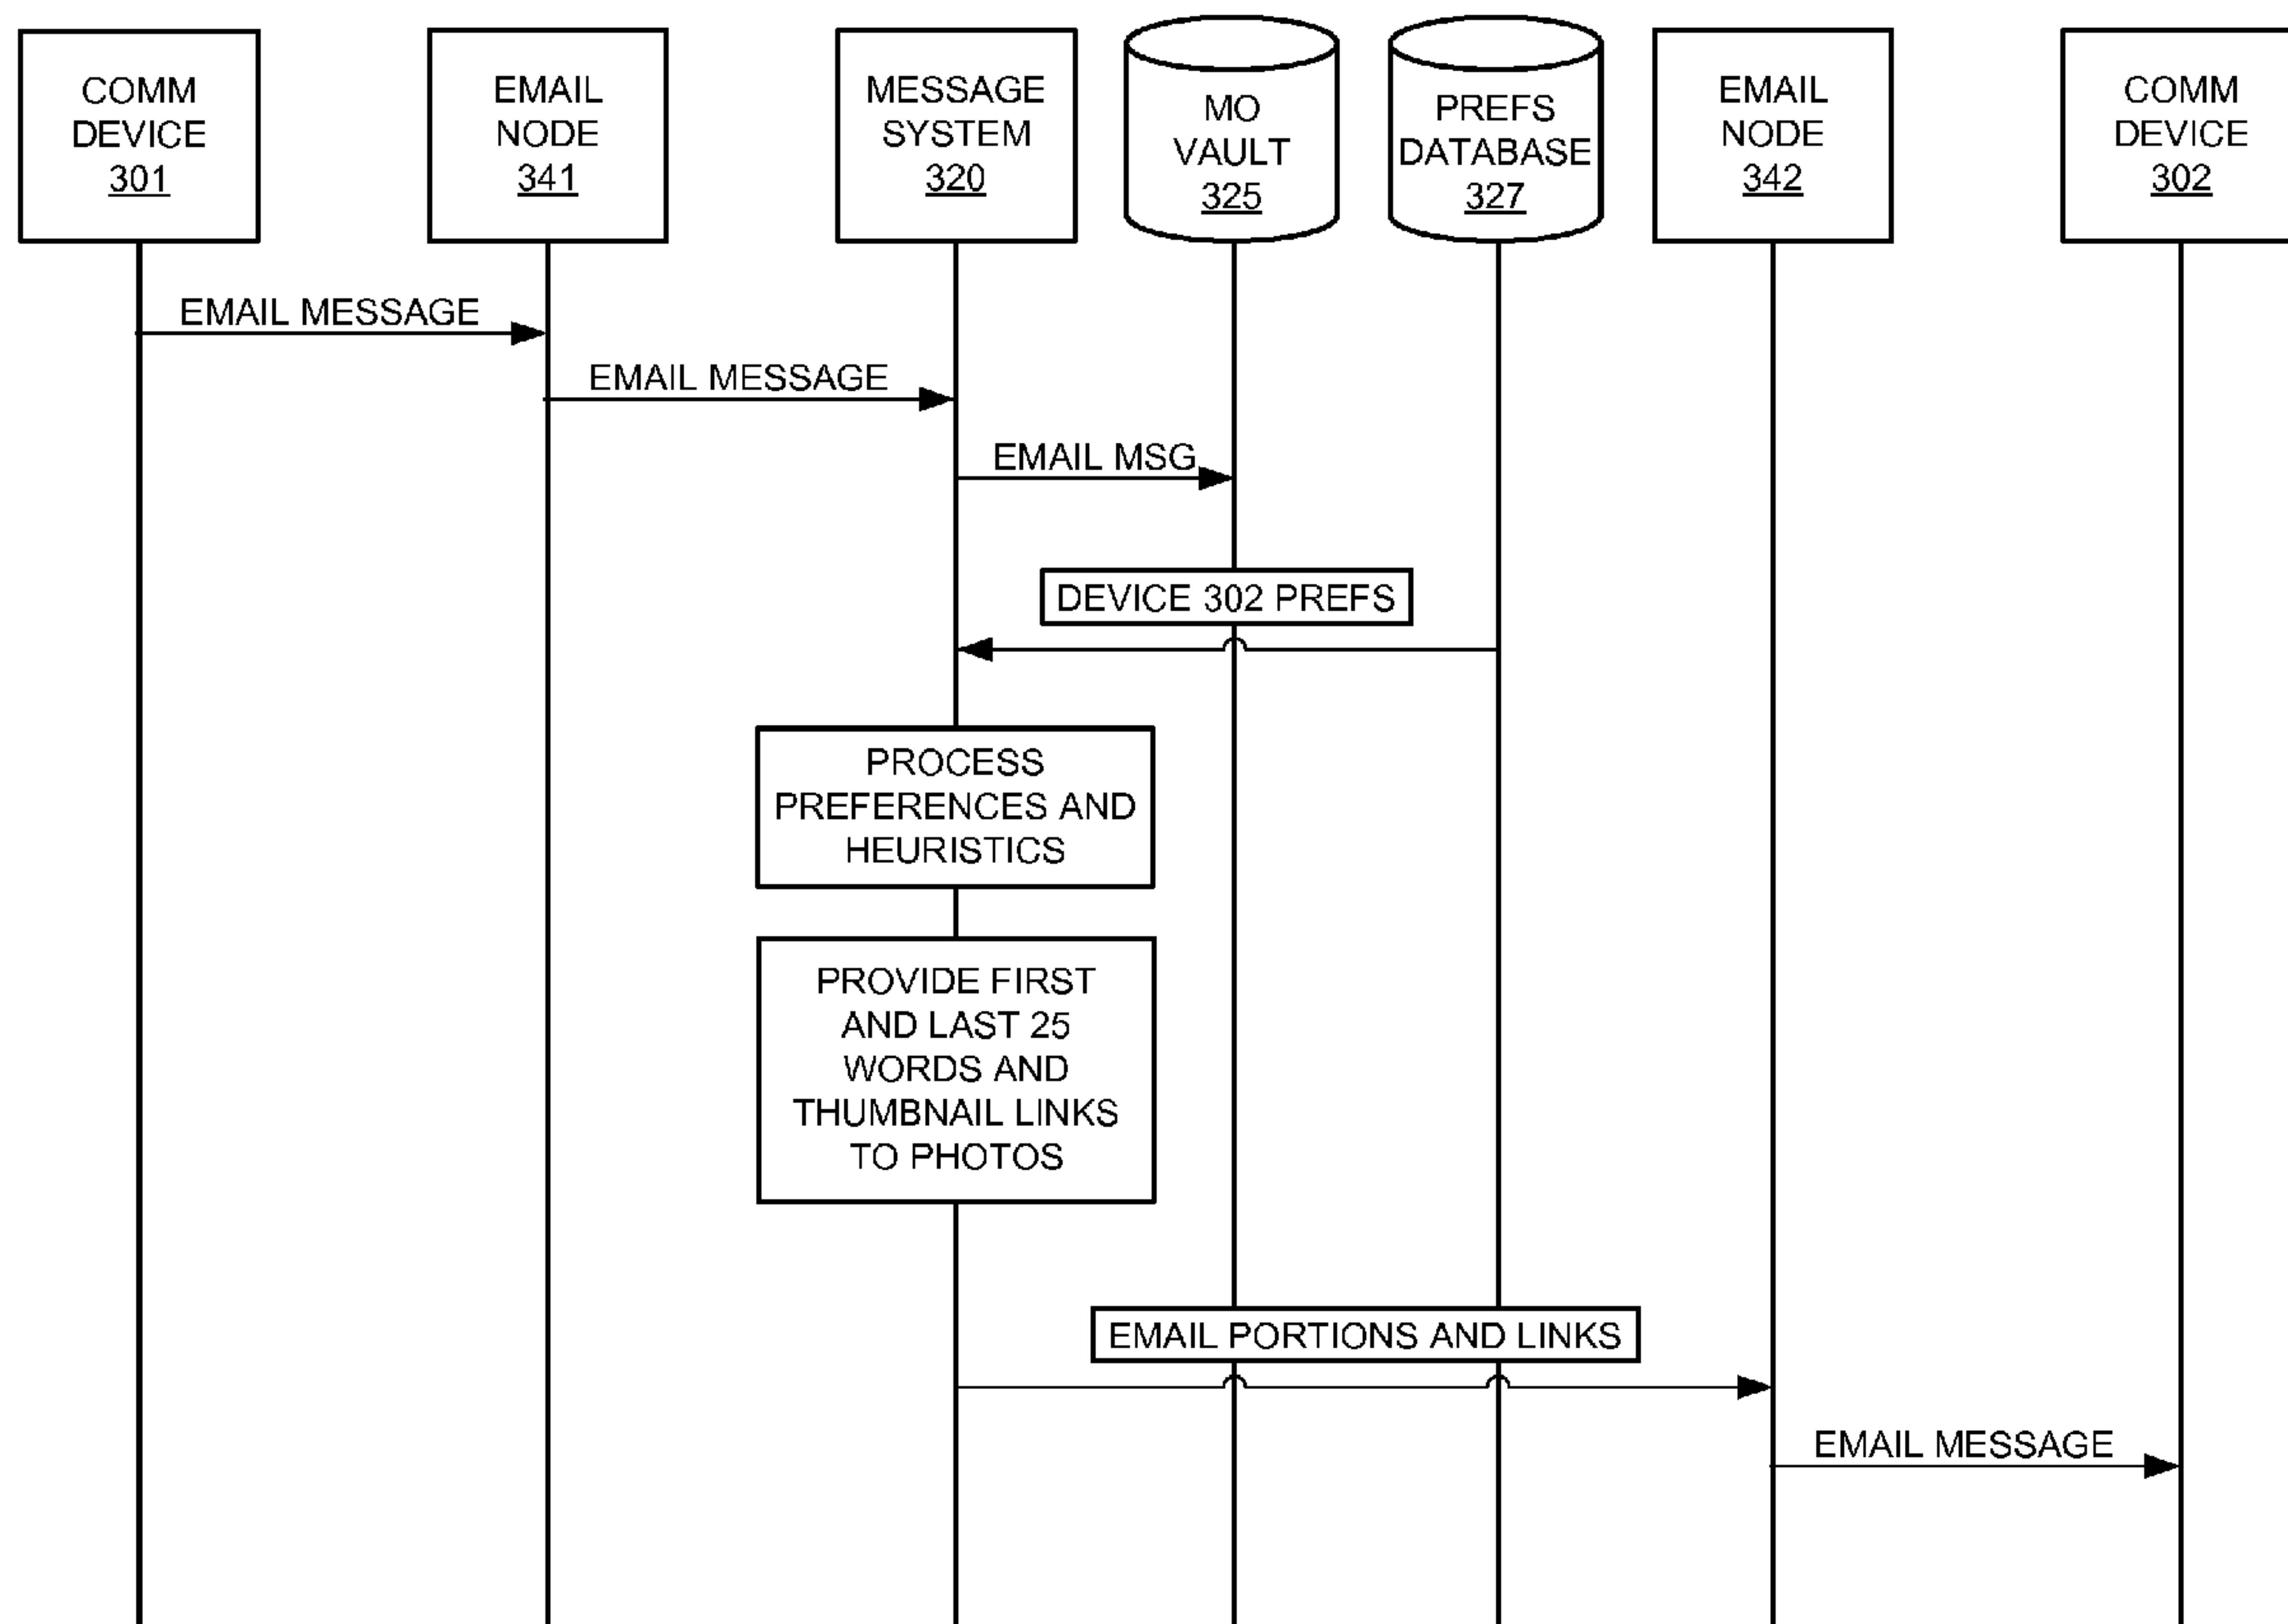 COMM
DEVICE
301
EMAIL
NODE
341
MESSAGE
SYSTEM
320
MO
VAULT
325
PREFS
DATABASE
327
EMAIL
NODE
342
COMM
DEVICE
302
EMAIL MESSAGE
EMAIL MESSAGE
EMAIL MSG
DEVICE 302 PREFS
PROCESS
PREFERENCES AND
HEURISTICS
PROVIDE FIRST
AND LAST 25
WORDS AND
THUMBNAIL LINKS
TO PHOTOS
EMAIL PORTIONS AND LINKS
EMAIL MESSAGE